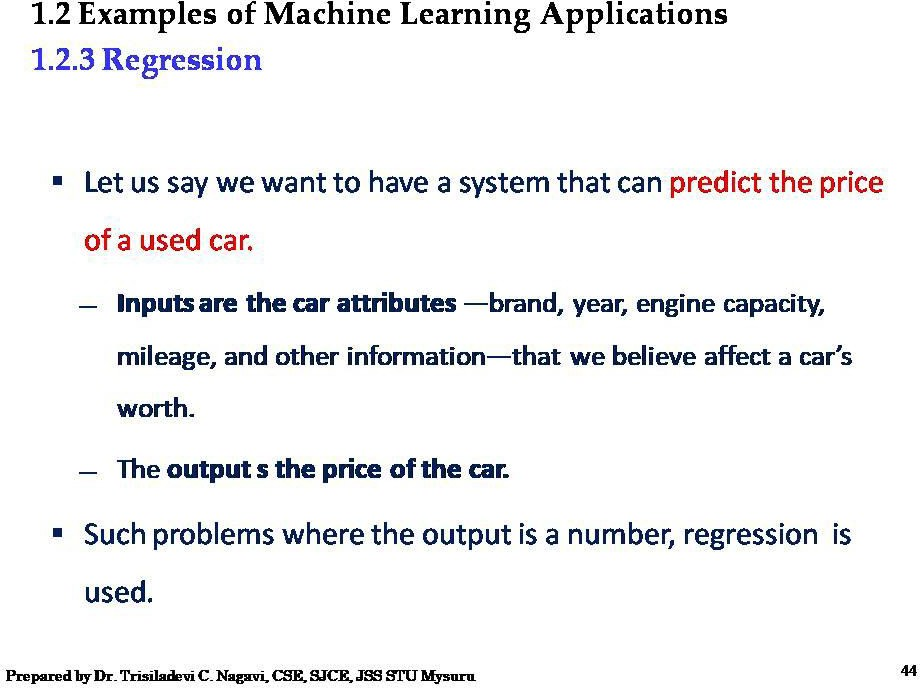 1.2 Examples of Machine Learning Applications
1.2.3 Regression
▪ Let us say we want to have a system that can predict the price
of a used car.
— Inputs are the car attributes —brand, year, engine capacity,
mileage, and other information—that we believe affect a car's
worth.
— The output s the price of the car.
▪ Such problems where the output is a number, regression is
used.
Prepared by Dr. Trisiladevi C. Nagavi, CSE, SJCE, JSS STU Mysuru
44